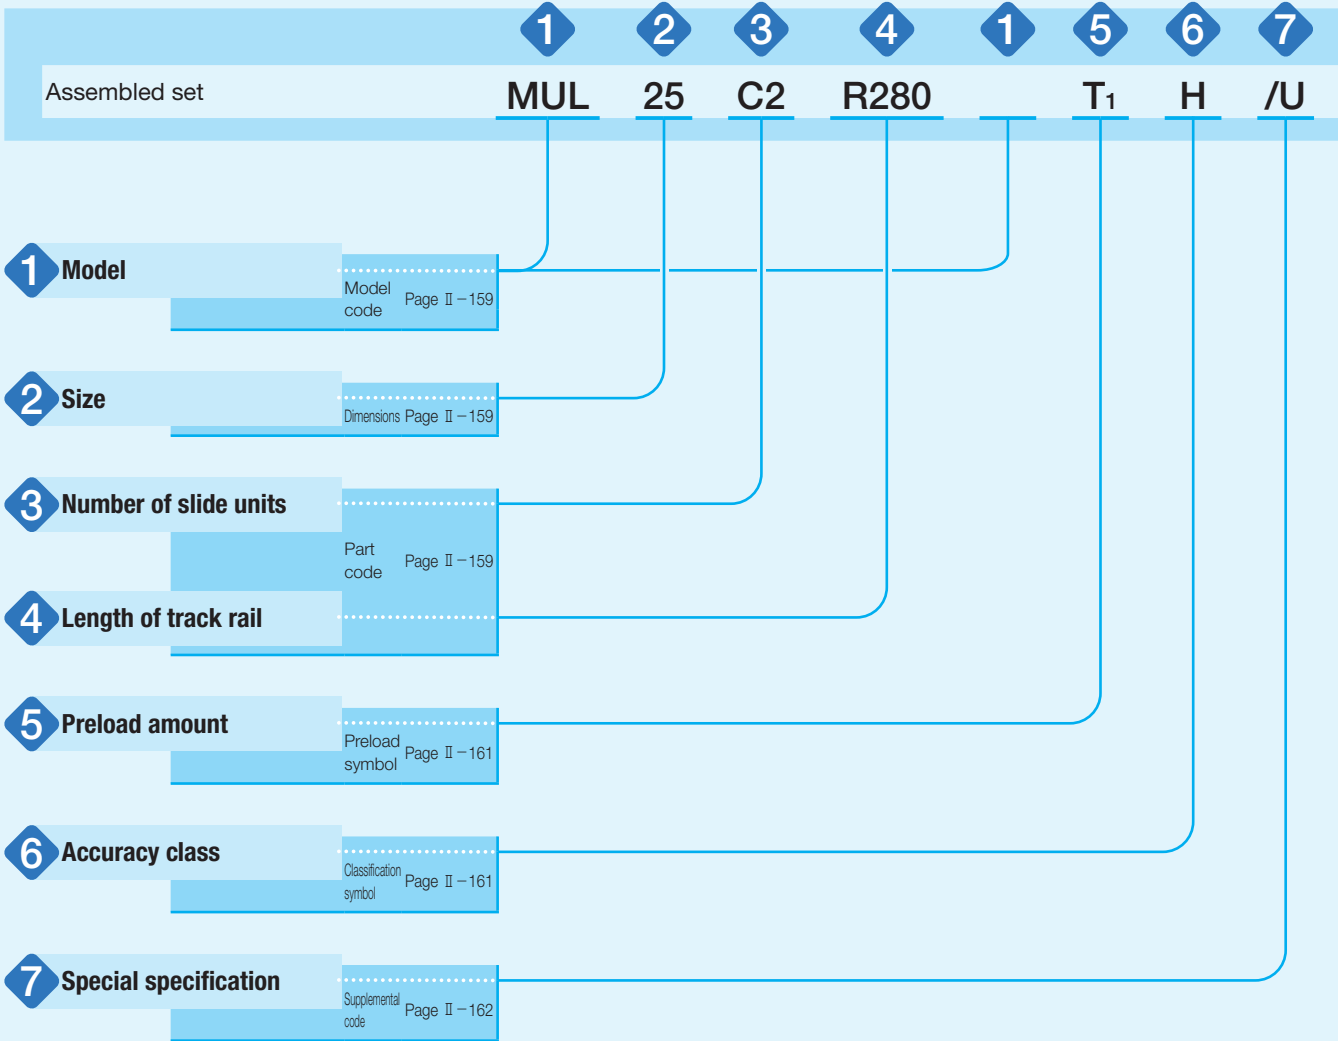 1 2 3 4 1 5 6 7
Assembled set MUL 25 C2 R280 T1 H /U
1 Model
Model
code Page Ⅱ－159
2 Size
Dimensions Page Ⅱ－159
3 Number of slide units
Part
code Page Ⅱ－159
4 Length of track rail
5 Preload amount
Preload
symbol Page Ⅱ－161
6 Accuracy class
Classification
symbol Page Ⅱ－161
7 Special specification
Supplemental
code Page Ⅱ－162